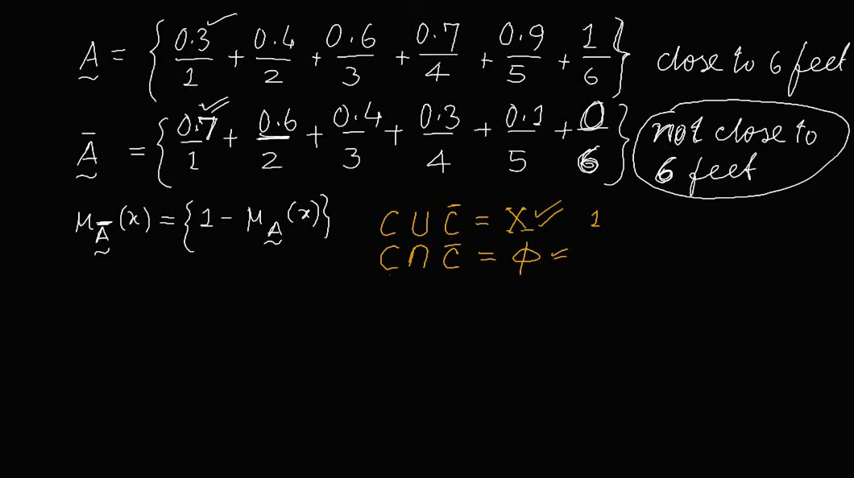 A̰ = { 0.3/1 + 0.4/2 + 0.6/3 + 0.7/4 + 0.9/5 + 1/6 } close to 6 feet
Ā̰ = { 0.7/1 + 0.6/2 + 0.4/3 + 0.3/4 + 0.1/5 + 0/6 } not close to 6 feet
μ_Ā̰(x) = { 1 - μ_A̰(x) }
C ∪ C̄ = X ✓ 1
C ∩ C̄ = ϕ ✓